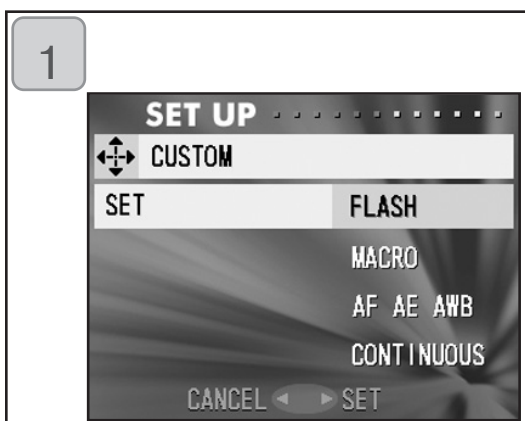 1
SET UP
CUSTOM
SET FLASH
MACRO
AF AE AWB
CONTINUOUS
CANCEL ◀ ▶ SET